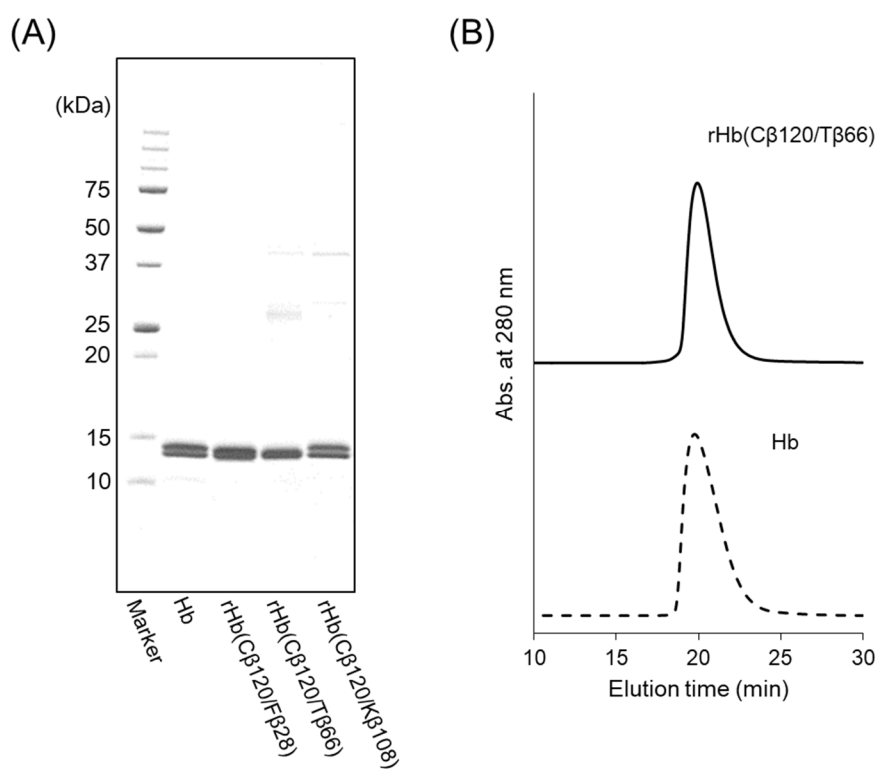 (A)
(kDa)
75
50
37
25
20
15
10
Marker
Hb
rHb(Cβ120/Fβ28)
rHb(Cβ120/Tβ66)
rHb(Cβ120/Kβ108)
(B)
rHb(Cβ120/Tβ66)
Abs. at 280 nm
Hb
10 15 20 25 30
Elution time (min)